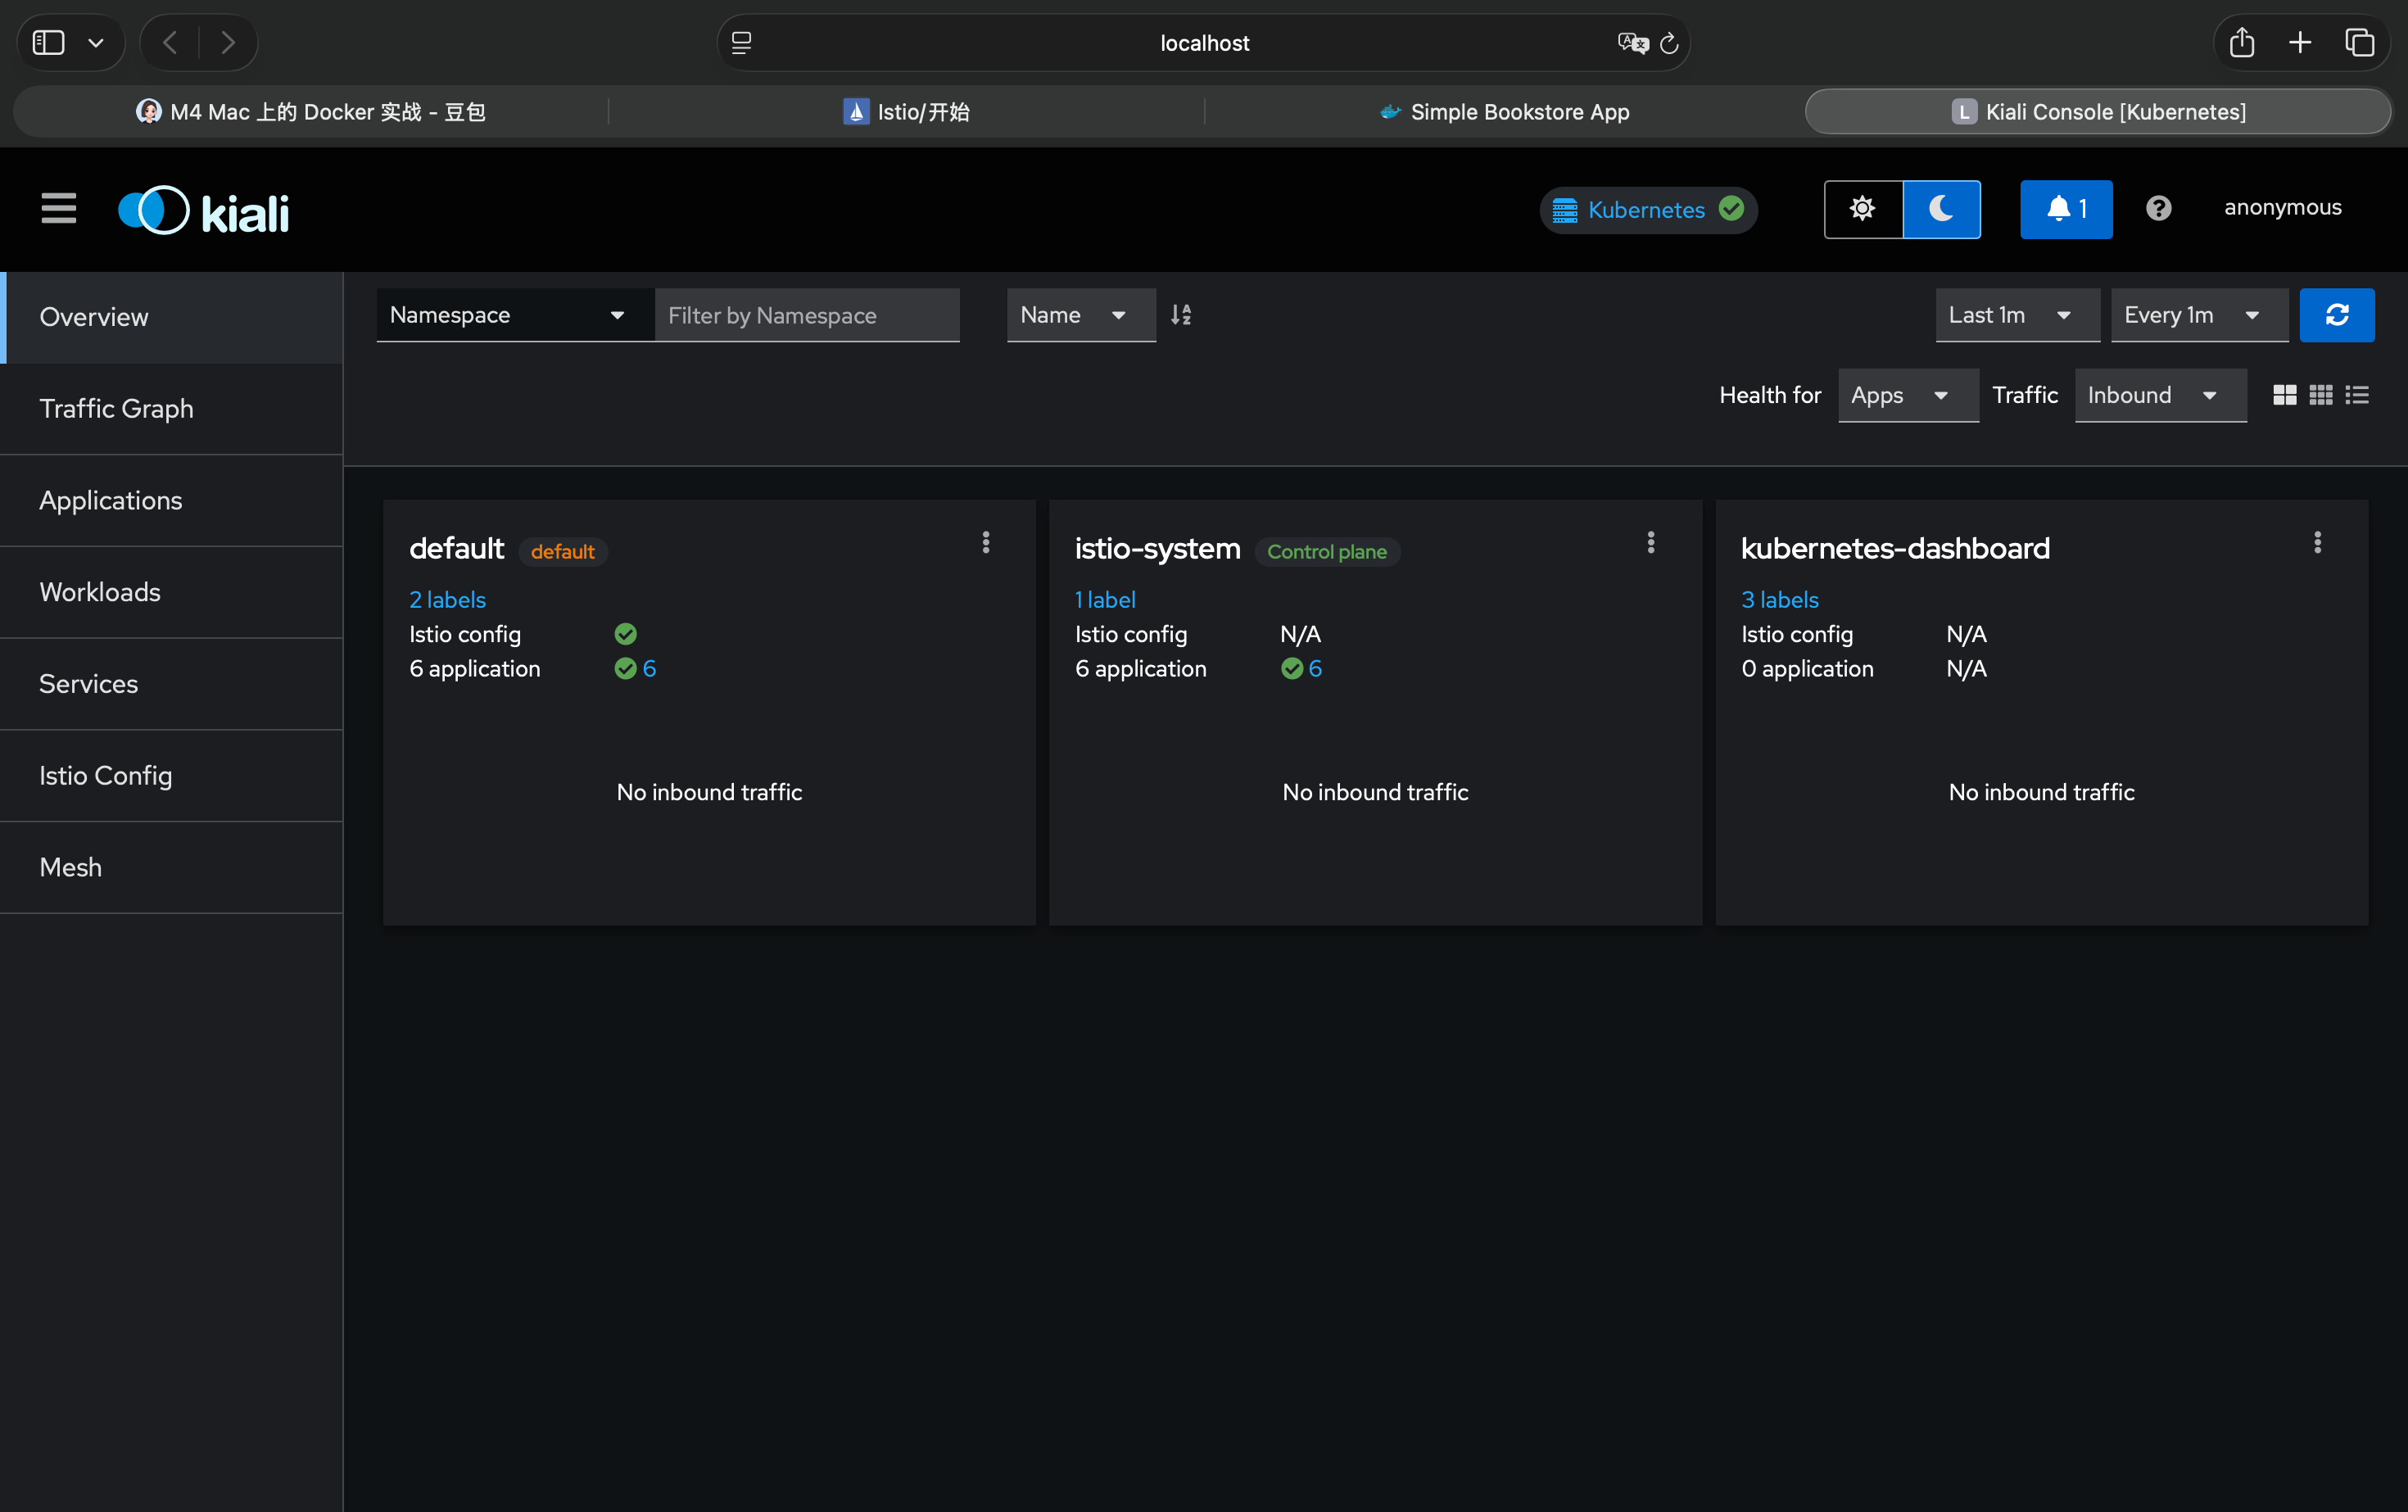 localhost
M4 Mac 上的 Docker 实战 - 豆包
Istio/开始
Simple Bookstore App
L Kiali Console [Kubernetes]
kiali
Kubernetes
1
anonymous
Overview
Traffic Graph
Applications
Workloads
Services
Istio Config
Mesh
Namespace
Filter by Namespace
Name
Last 1m
Every 1m
Health for
Apps
Traffic
Inbound
default default
2 labels
Istio config
6 application 6
No inbound traffic
istio-system Control plane
1 label
Istio config N/A
6 application 6
No inbound traffic
kubernetes-dashboard
3 labels
Istio config N/A
0 application N/A
No inbound traffic